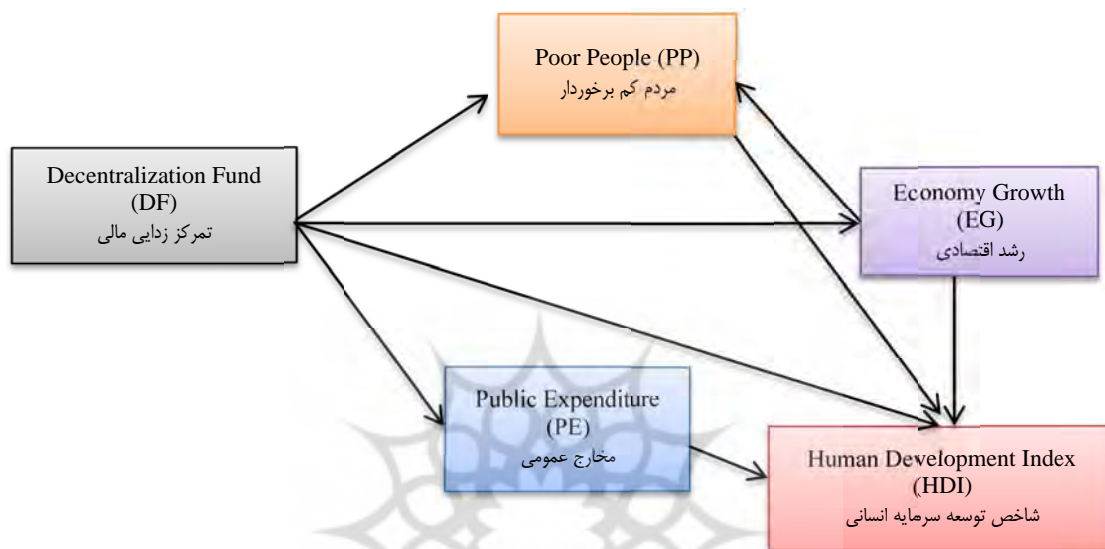 Poor People (PP)
مردم کم برخوردار
Decentralization Fund
(DF)
تمرکز زدایی مالی
Economy Growth
(EG)
رشد اقتصادی
Public Expenditure
(PE)
مخارج عمومی
Human Development Index
(HDI)
شاخص توسعه سرمایه انسانی